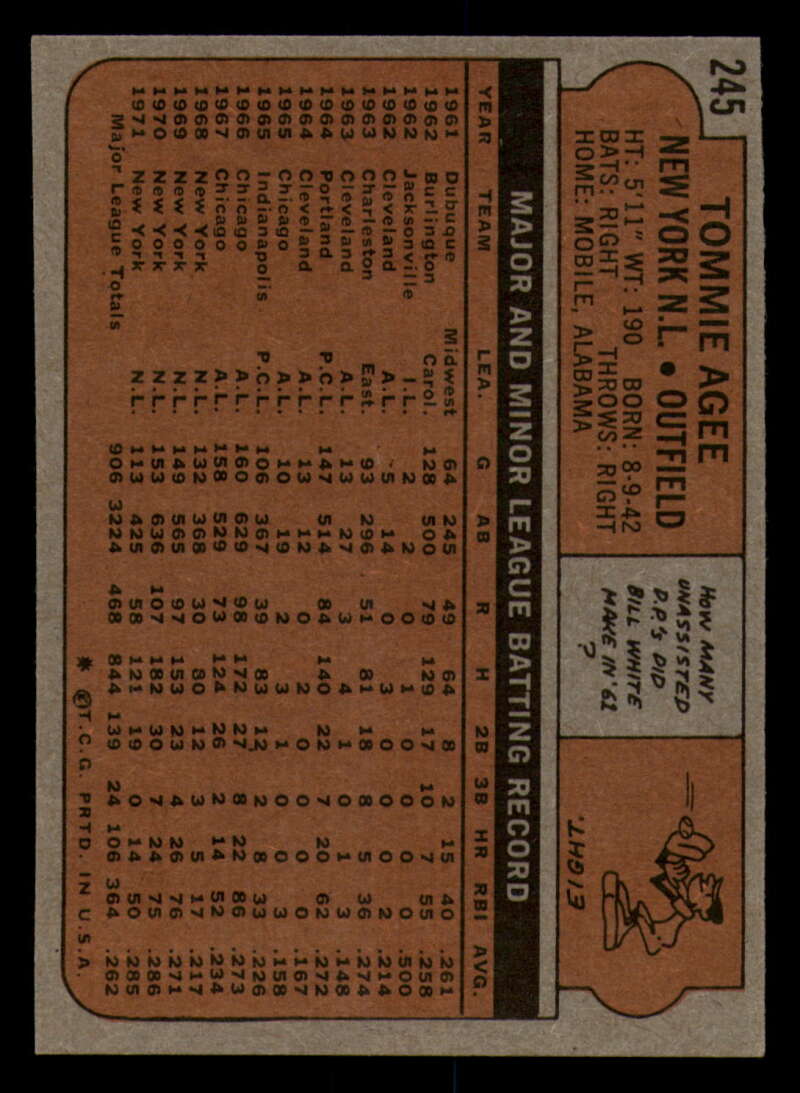 245
TOMMIE AGEE
NEW YORK N.L. • OUTFIELD
HT: 5'11" WT: 190 BORN: 8-9-42
BATS: RIGHT THROWS: RIGHT
HOME: MOBILE, ALABAMA
HOW MANY
UNASSISTED
D.P.'S DID
BILL WHITE
MAKE IN '61
?
EIGHT.
MAJOR AND MINOR LEAGUE BATTING RECORD
YEAR TEAM LEA. G AB R H 2B 3B HR RBI AVG.
1961 Dubuque Midwest 64 245 49 64 8 2 15 40 .261
1962 Burlington Carol. 128 500 79 129 17 10 7 55 .258
1962 Jacksonville I.L. 2 2 0 1 0 0 0 0 .500
1962 Cleveland A.L. 5 14 0 3 0 0 0 2 .214
1963 Charleston East. 93 296 51 81 18 8 5 36 .274
1963 Cleveland A.L. 13 27 3 4 1 0 1 3 .148
1964 Portland P.C.L. 147 514 84 140 22 7 20 62 .272
1964 Cleveland A.L. 13 12 0 2 0 0 0 0 .167
1965 Chicago A.L. 10 19 2 3 1 0 0 3 .158
1965 Indianapolis P.C.L. 106 367 39 83 12 2 8 33 .226
1966 Chicago A.L. 160 629 98 172 27 8 22 86 .273
1967 Chicago A.L. 158 529 73 124 26 2 14 52 .234
1968 New York N.L. 132 368 30 80 12 3 5 17 .217
1969 New York N.L. 149 565 97 153 23 4 26 76 .271
1970 New York N.L. 153 636 107 182 30 7 24 75 .286
1971 New York N.L. 113 425 58 121 19 0 14 50 .285
Major League Totals 906 3224 468 844 139 24 106 364 .262
* ©T.C.G. PRTD. IN U.S.A.